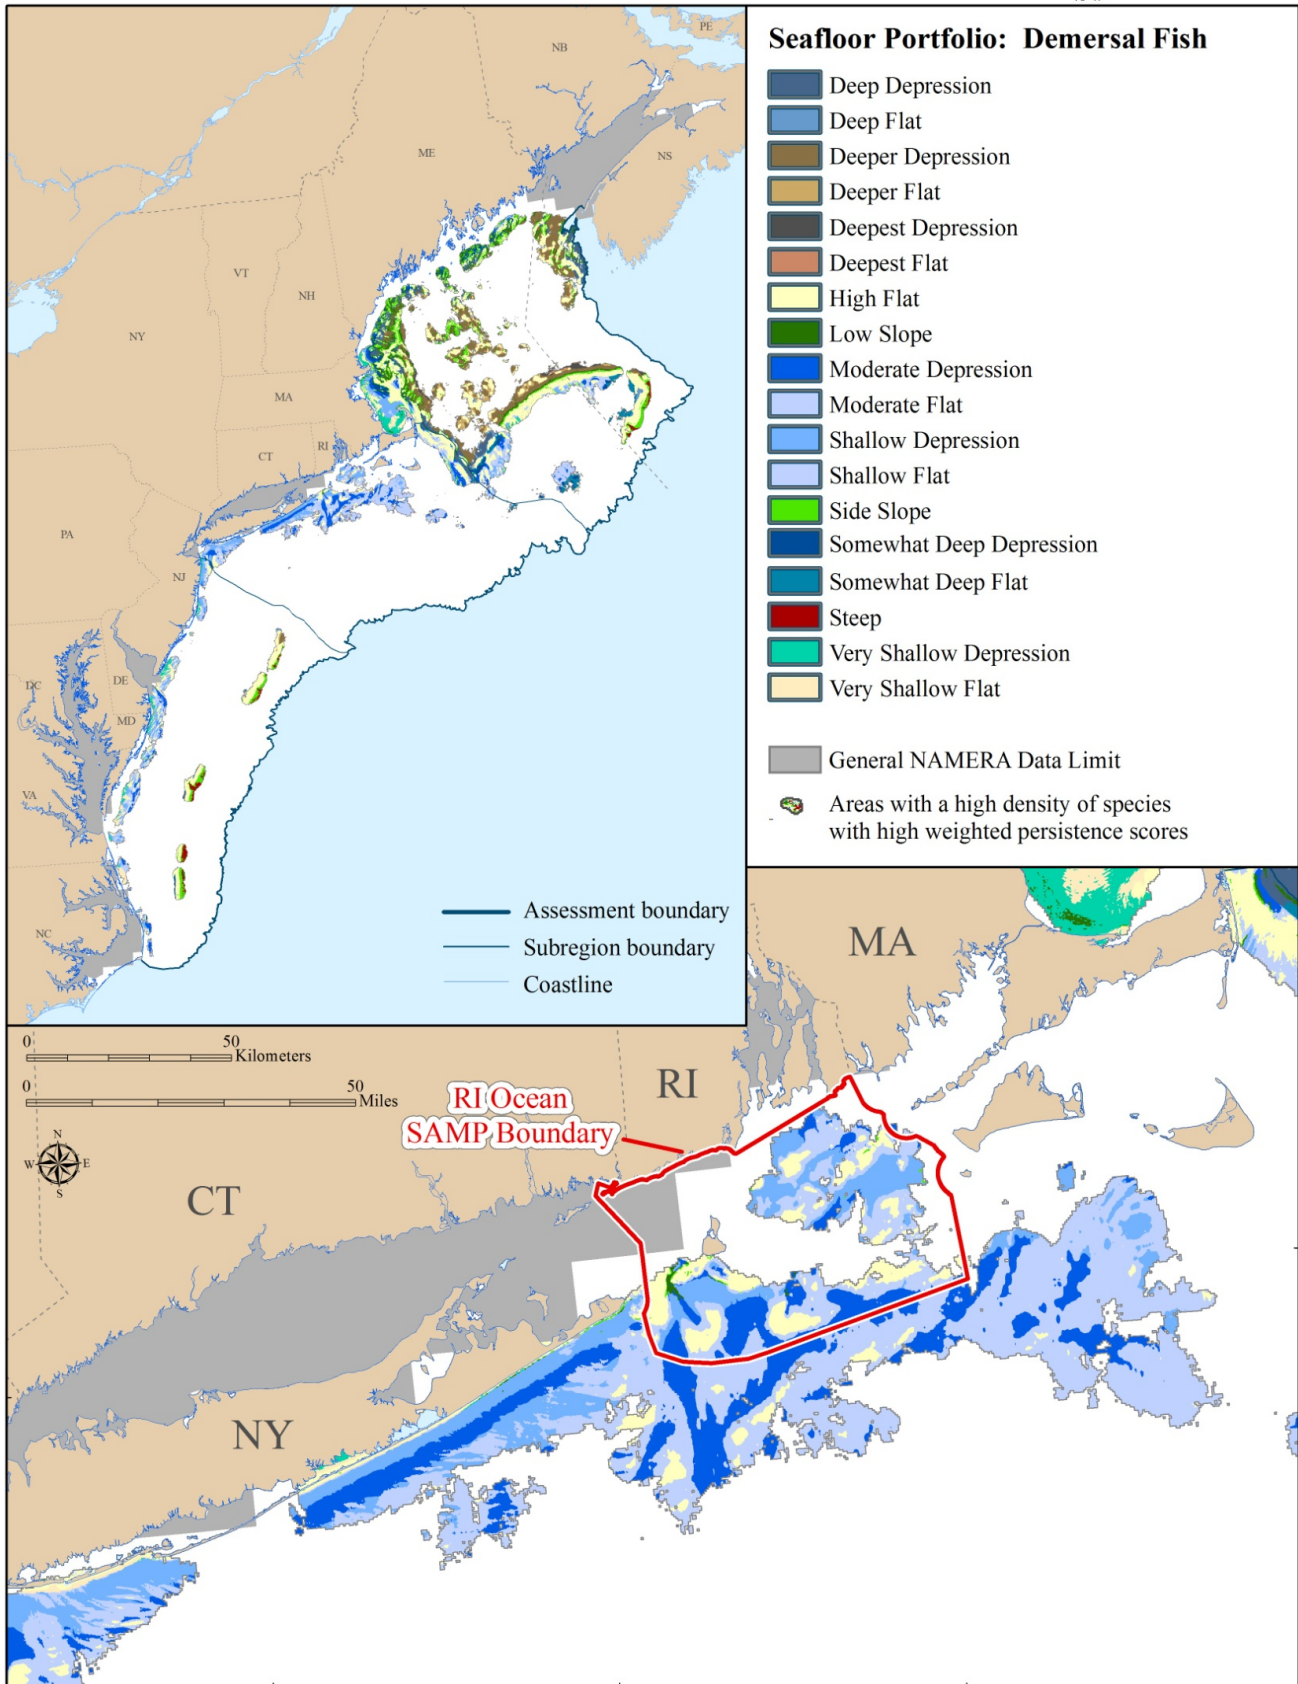 Seafloor Portfolio: Demersal Fish
Deep Depression
Deep Flat
Deeper Depression
Deeper Flat
Deepest Depression
Deepest Flat
High Flat
Low Slope
Moderate Depression
Moderate Flat
Shallow Depression
Shallow Flat
Side Slope
Somewhat Deep Depression
Somewhat Deep Flat
Steep
Very Shallow Depression
Very Shallow Flat
General NAMERA Data Limit
Areas with a high density of species
with high weighted persistence scores
PE
NB
ME
NS
VT
NH
NY
MA
RI
CT
PA
NJ
DE
DC
MD
VA
NC
Assessment boundary
Subregion boundary
Coastline
0 50
Kilometers
0 50
Miles
N
W E
S
RI Ocean
SAMP Boundary
MA
RI
CT
NY